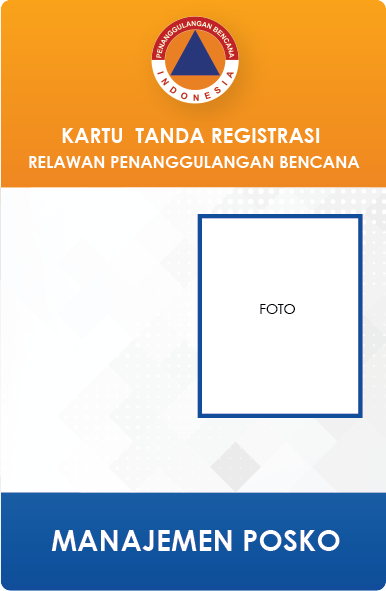 PENANGGULANGAN BENCANA
INDONESIA
KARTU TANDA REGISTRASI
RELAWAN PENANGGULANGAN BENCANA
FOTO
MANAJEMEN POSKO